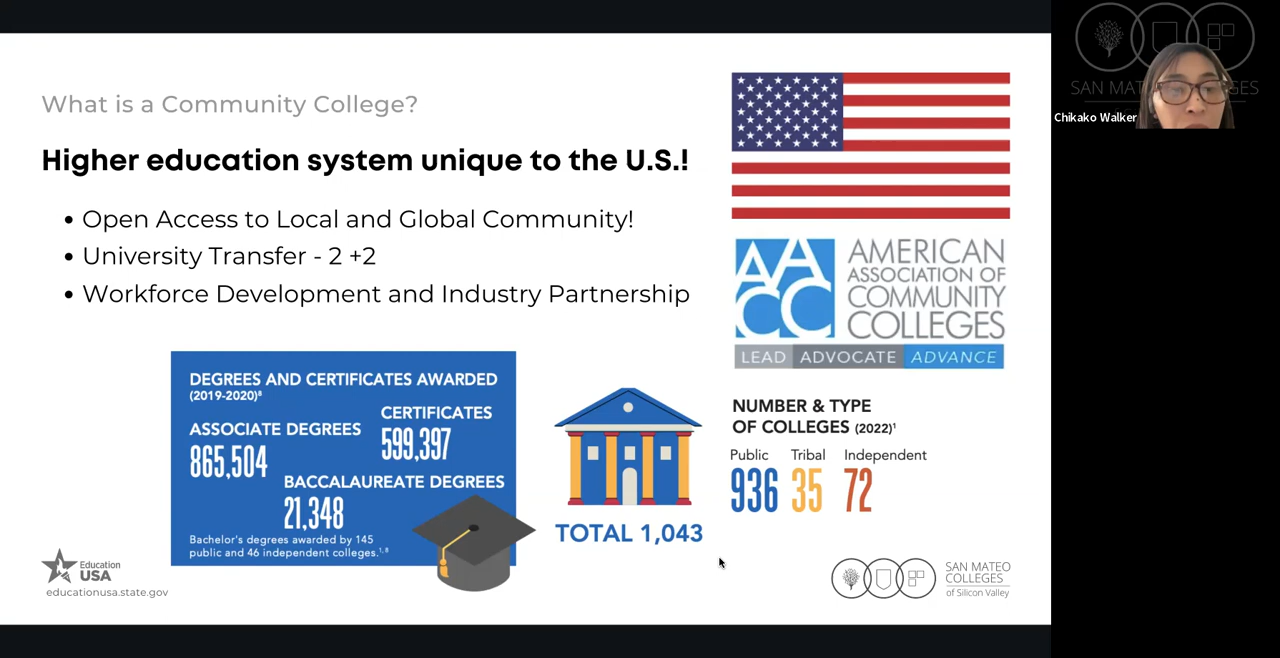 What is a Community College?
Higher education system unique to the U.S.!
• Open Access to Local and Global Community!
• University Transfer - 2 +2
• Workforce Development and Industry Partnership
DEGREES AND CERTIFICATES AWARDED
(2019-2020)⁸
ASSOCIATE DEGREES
865,504
CERTIFICATES
599,397
BACCALAUREATE DEGREES
21,348
Bachelor's degrees awarded by 145
public and 46 independent colleges.¹,⁸
TOTAL 1,043
AACC
AMERICAN
ASSOCIATION OF
COMMUNITY
COLLEGES
LEAD ADVOCATE ADVANCE
NUMBER & TYPE
OF COLLEGES (2022)¹
Public Tribal Independent
936 35 72
Education
USA
educationusa.state.gov
SAN MATEO
COLLEGES
of Silicon Valley
Chikako Walker